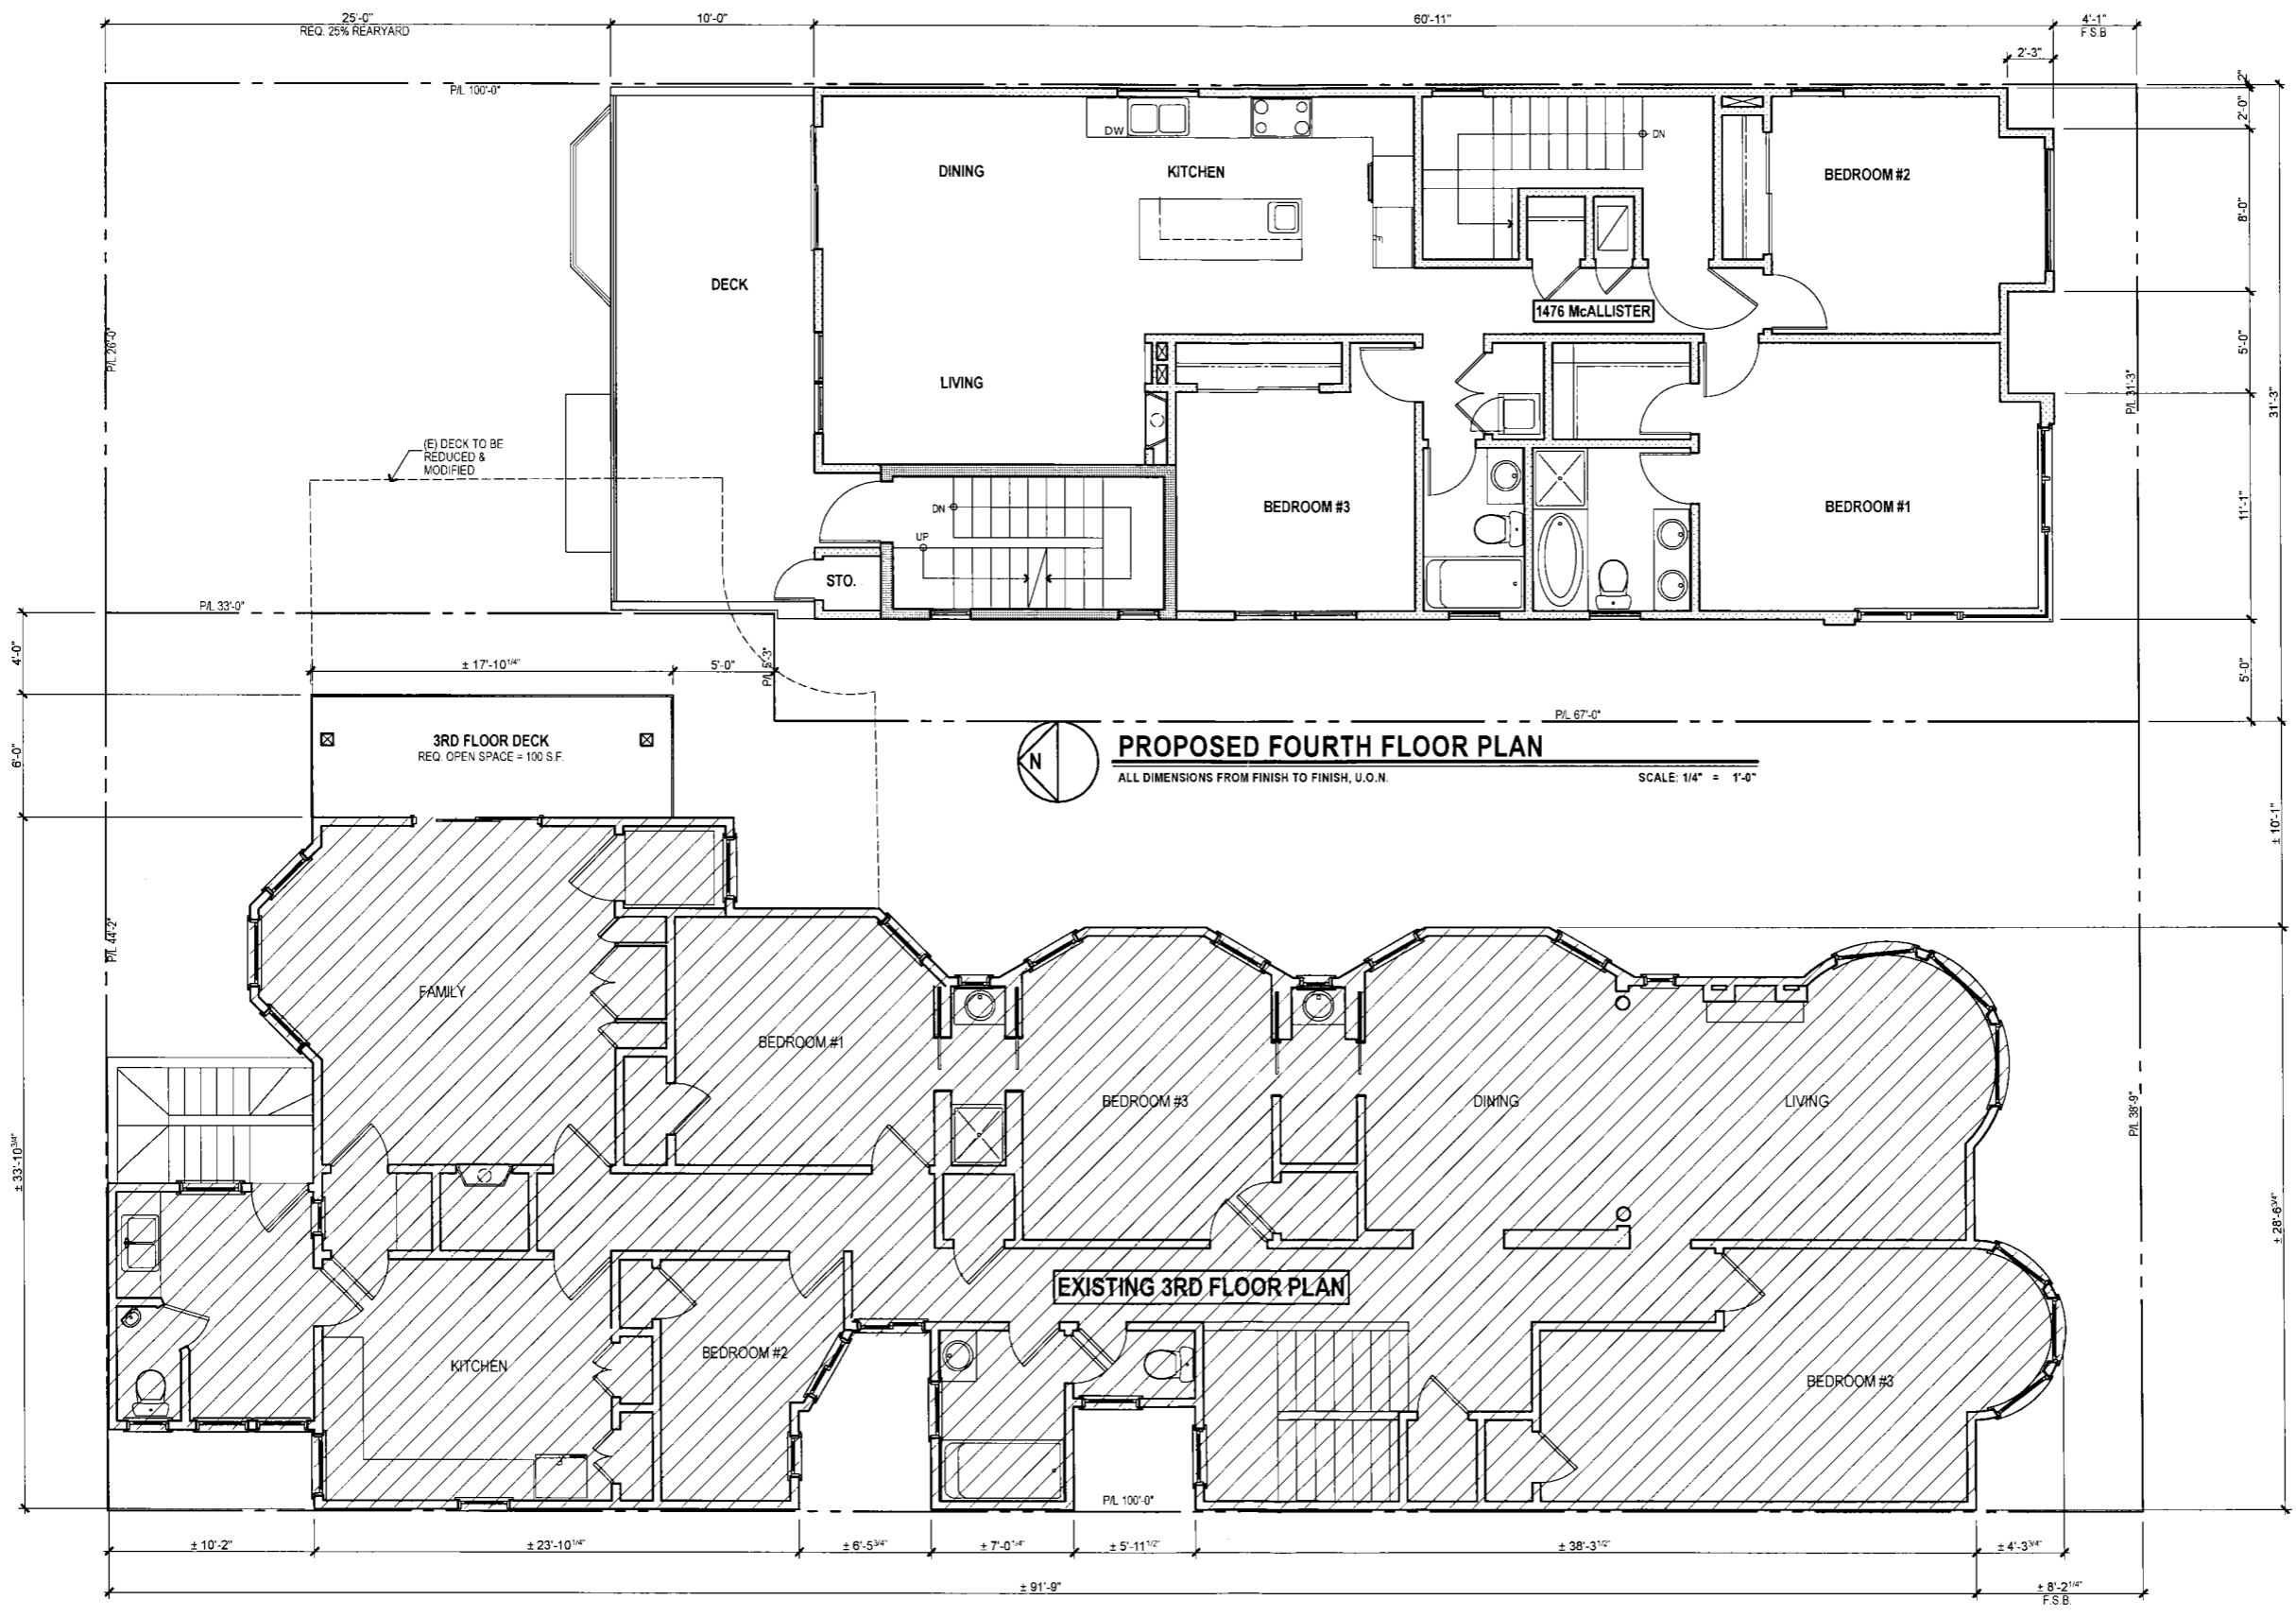 25'-0"
REQ. 25% REARYARD
10'-0"
60'-11"
4'-1"
F.S.B
2'-3"
P/L 100'-0"
2"
2'-0"
DW
DN
DINING
KITCHEN
BEDROOM #2
8'-0"
DECK
1476 McALLISTER
P/L 26'-0"
5'-0"
LIVING
P/L 31'-3"
31'-3"
(E) DECK TO BE
REDUCED &
MODIFIED
BEDROOM #3
BEDROOM #1
11'-1"
DN
UP
STO.
P/L 33'-0"
4'-0"
± 17'-10 1/4"
5'-0"
P/L 5'-3"
5'-0"
P/L 67'-0"
6'-0"
3RD FLOOR DECK
REQ. OPEN SPACE = 100 S.F.
N
PROPOSED FOURTH FLOOR PLAN
ALL DIMENSIONS FROM FINISH TO FINISH, U.O.N.
SCALE: 1/4" = 1'-0"
± 10'-1"
P/L 44'-2"
FAMILY
BEDROOM #1
BEDROOM #3
DINING
LIVING
P/L 38'-9"
± 33'-10 3/4"
± 28'-6 3/4"
EXISTING 3RD FLOOR PLAN
KITCHEN
BEDROOM #2
BEDROOM #3
P/L 100'-0"
± 10'-2"
± 23'-10 1/4"
± 6'-5 3/4"
± 7'-0 1/4"
± 5'-11 1/2"
± 38'-3 1/2"
± 4'-3 3/4"
± 91'-9"
± 8'-2 1/4"
F.S.B.